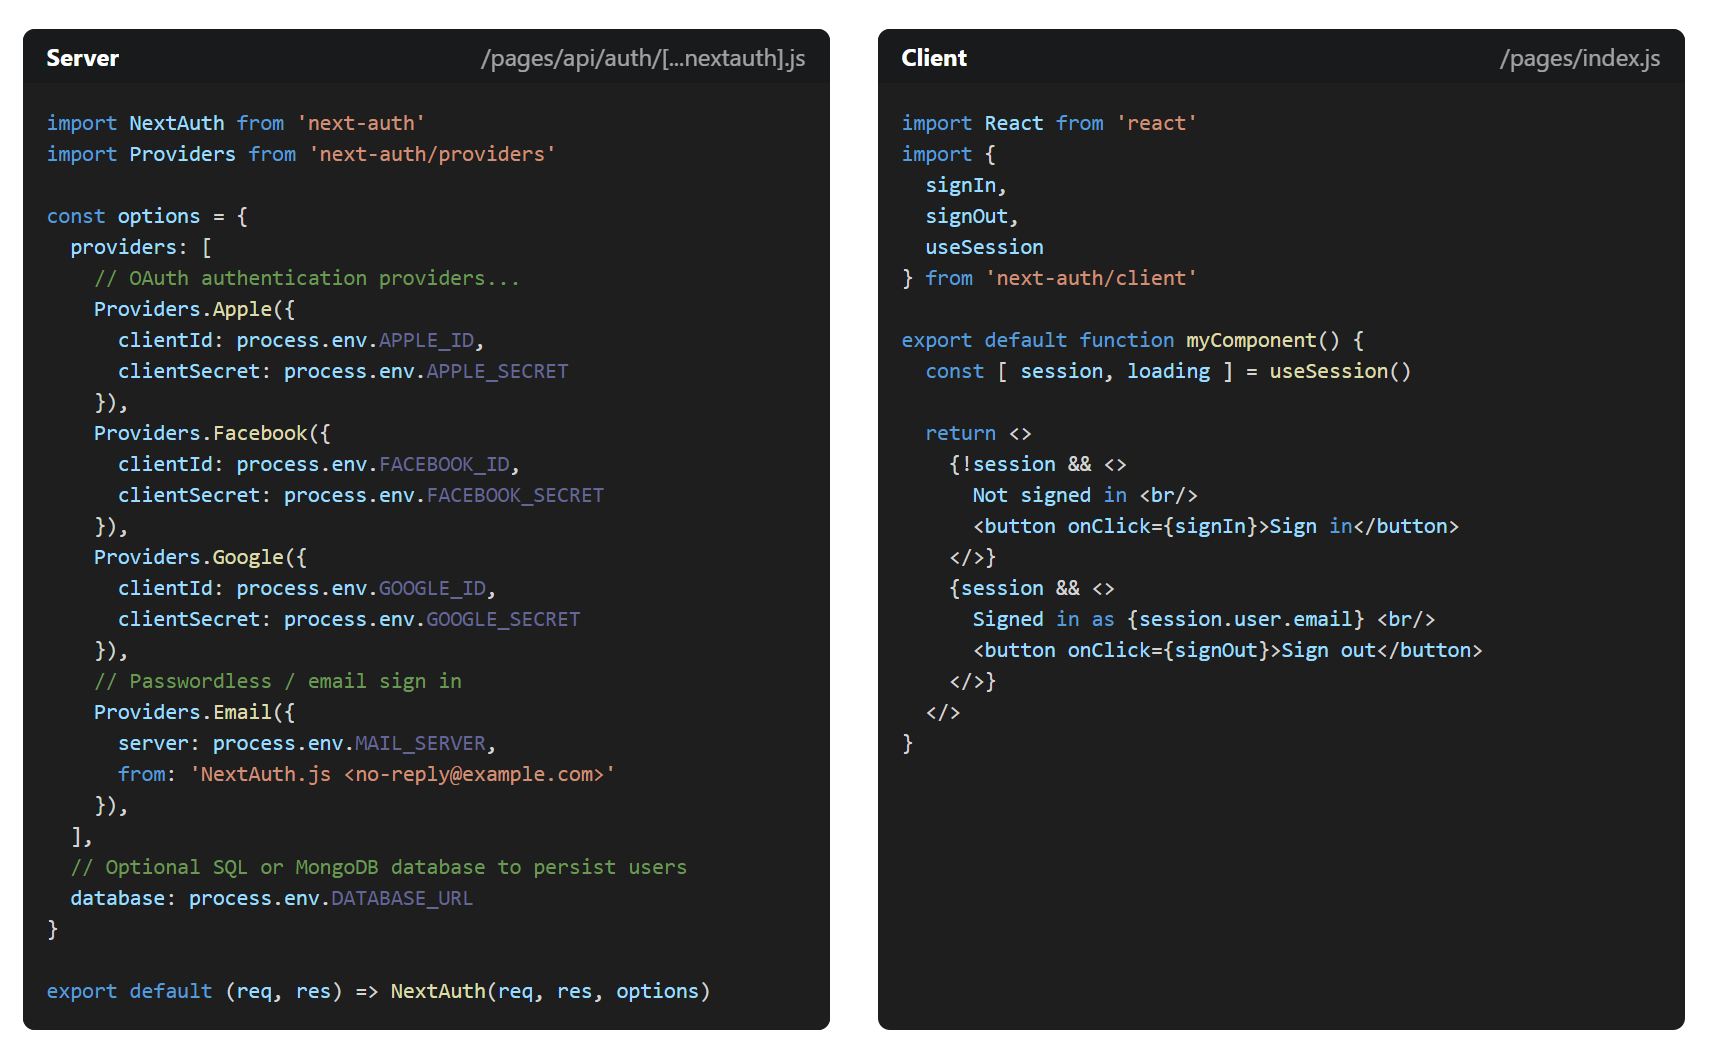 Server /pages/api/auth/[...nextauth].js
import NextAuth from 'next-auth'
import Providers from 'next-auth/providers'
const options = {
  providers: [
    // OAuth authentication providers...
    Providers.Apple({
      clientId: process.env.APPLE_ID,
      clientSecret: process.env.APPLE_SECRET
    }),
    Providers.Facebook({
      clientId: process.env.FACEBOOK_ID,
      clientSecret: process.env.FACEBOOK_SECRET
    }),
    Providers.Google({
      clientId: process.env.GOOGLE_ID,
      clientSecret: process.env.GOOGLE_SECRET
    }),
    // Passwordless / email sign in
    Providers.Email({
      server: process.env.MAIL_SERVER,
      from: 'NextAuth.js <no-reply@example.com>'
    }),
  ],
  // Optional SQL or MongoDB database to persist users
  database: process.env.DATABASE_URL
}
export default (req, res) => NextAuth(req, res, options)
Client /pages/index.js
import React from 'react'
import {
  signIn,
  signOut,
  useSession
} from 'next-auth/client'
export default function myComponent() {
  const [ session, loading ] = useSession()
  return <>
    {!session && <>
      Not signed in <br/>
      <button onClick={signIn}>Sign in</button>
    </>}
    {session && <>
      Signed in as {session.user.email} <br/>
      <button onClick={signOut}>Sign out</button>
    </>}
  </>
}